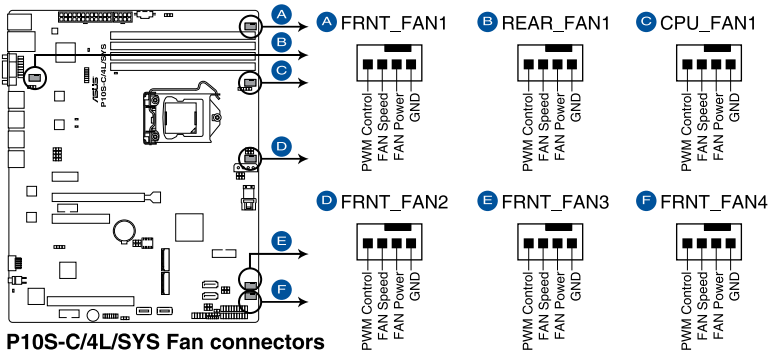 A
B
C
D
E
F
ASUS
P10S-C/4L/SYS
A FRNT_FAN1
PWM Control
FAN Speed
FAN Power
GND
B REAR_FAN1
PWM Control
FAN Speed
FAN Power
GND
C CPU_FAN1
PWM Control
FAN Speed
FAN Power
GND
D FRNT_FAN2
PWM Control
FAN Speed
FAN Power
GND
E FRNT_FAN3
PWM Control
FAN Speed
FAN Power
GND
F FRNT_FAN4
PWM Control
FAN Speed
FAN Power
GND
P10S-C/4L/SYS Fan connectors